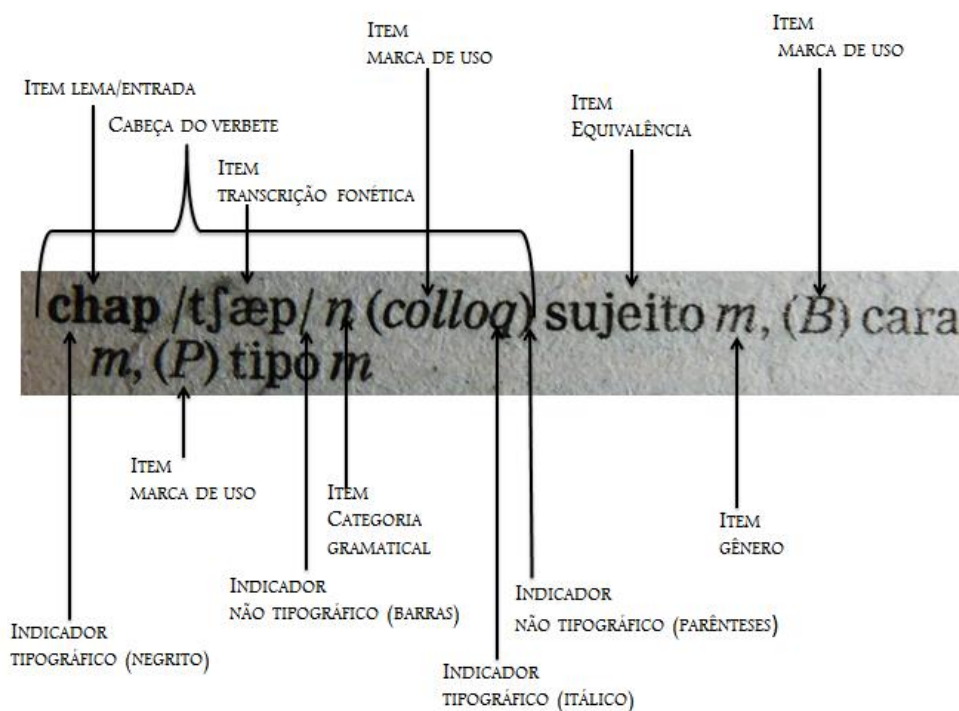 ITEM
MARCA DE USO
ITEM
MARCA DE USO
ITEM LEMA/ENTRADA
ITEM
EQUIVALÊNCIA
CABEÇA DO VERBETE
ITEM
TRANSCRIÇÃO FONÉTICA
chap /tʃæp/ n (colloq) sujeito m, (B) cara
m, (P) tipo m
ITEM
MARCA DE USO
ITEM
CATEGORIA
GRAMATICAL
ITEM
GÊNERO
INDICADOR
NÃO TIPOGRÁFICO (BARRAS)
INDICADOR
NÃO TIPOGRÁFICO (PARÊNTESES)
INDICADOR
TIPOGRÁFICO (NEGRITO)
INDICADOR
TIPOGRÁFICO (ITÁLICO)